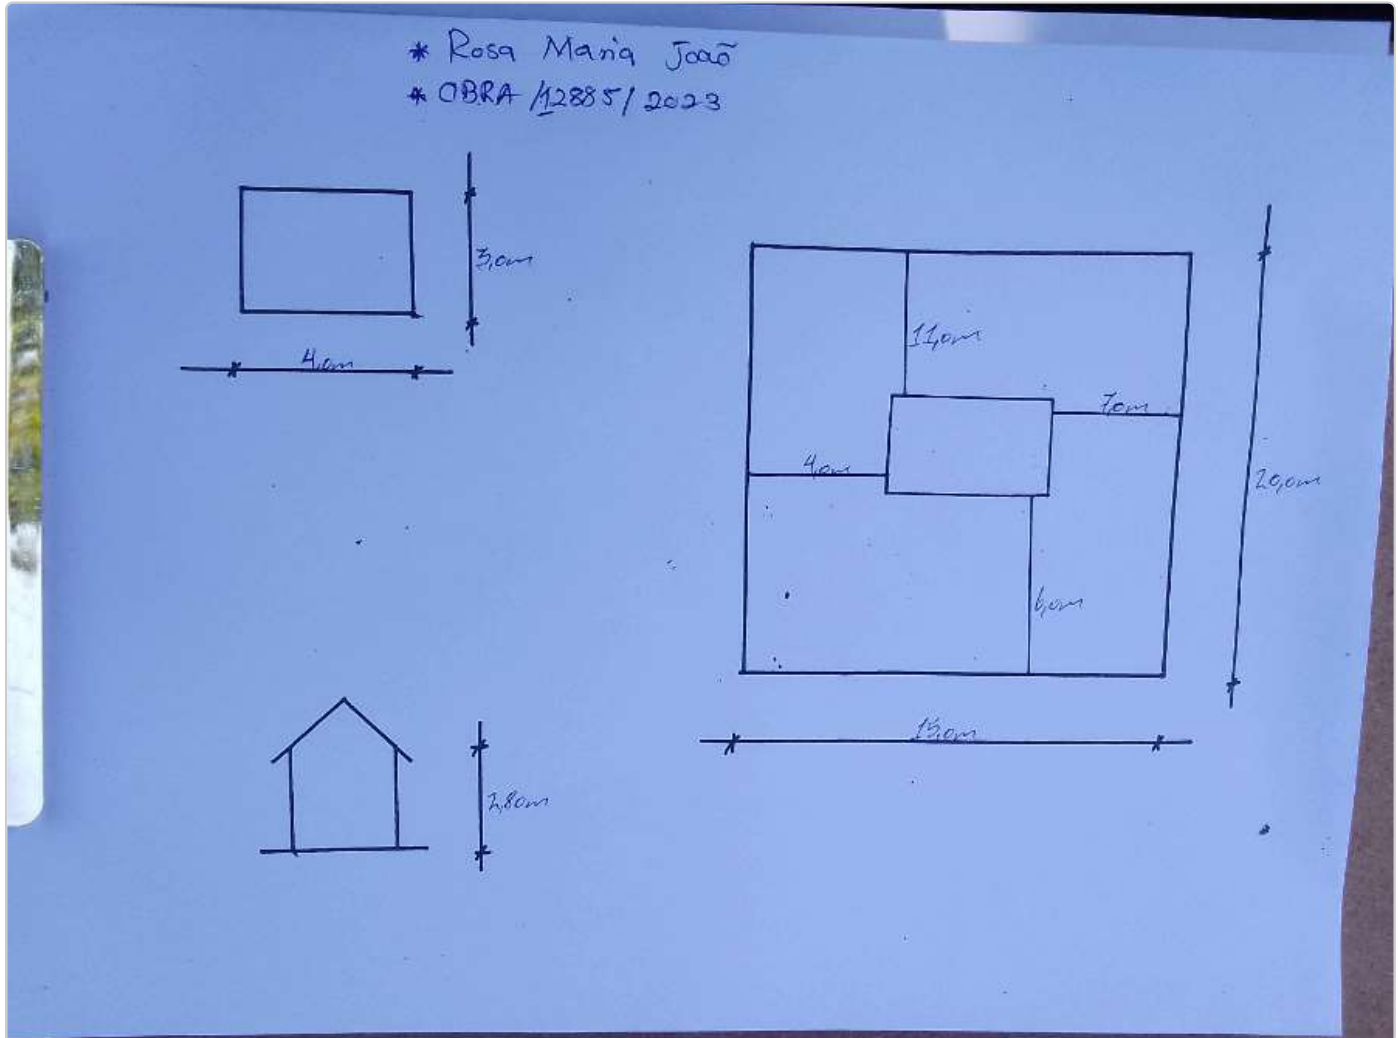 * Rosa Maria João
* OBRA /12885/2023
3,0m
4,0m
11,0m
7,0m
4,0m
20,0m
6,0m
15,0m
2,80m